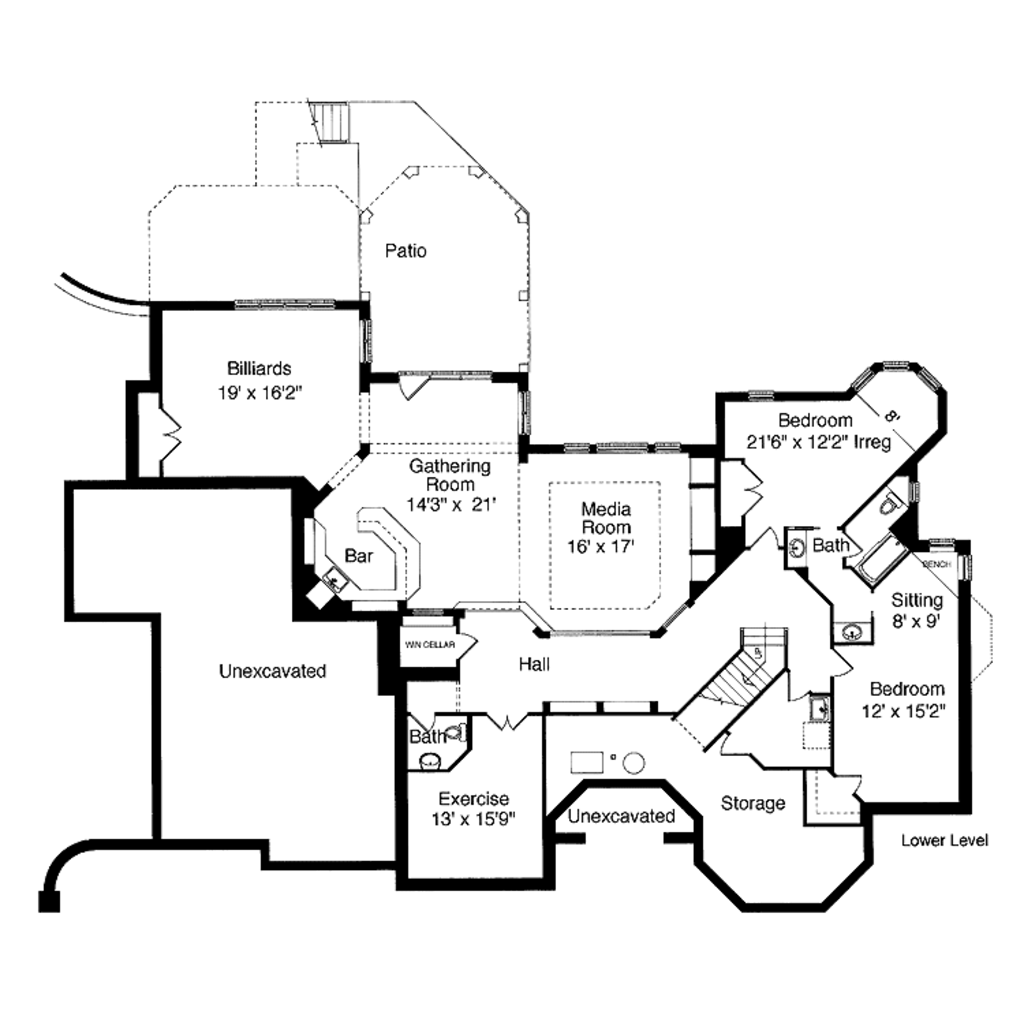 Patio
Billiards
19' x 16'2"
Bedroom
21'6" x 12'2" Irreg
8'
Gathering
Room
14'3" x 21'
Media
Room
16' x 17'
Bar
Bath
BENCH
Sitting
8' x 9'
WIN CELLAR
Hall
UP
Unexcavated
Bedroom
12' x 15'2"
Bath
Exercise
13' x 15'9"
Unexcavated
Storage
Lower Level